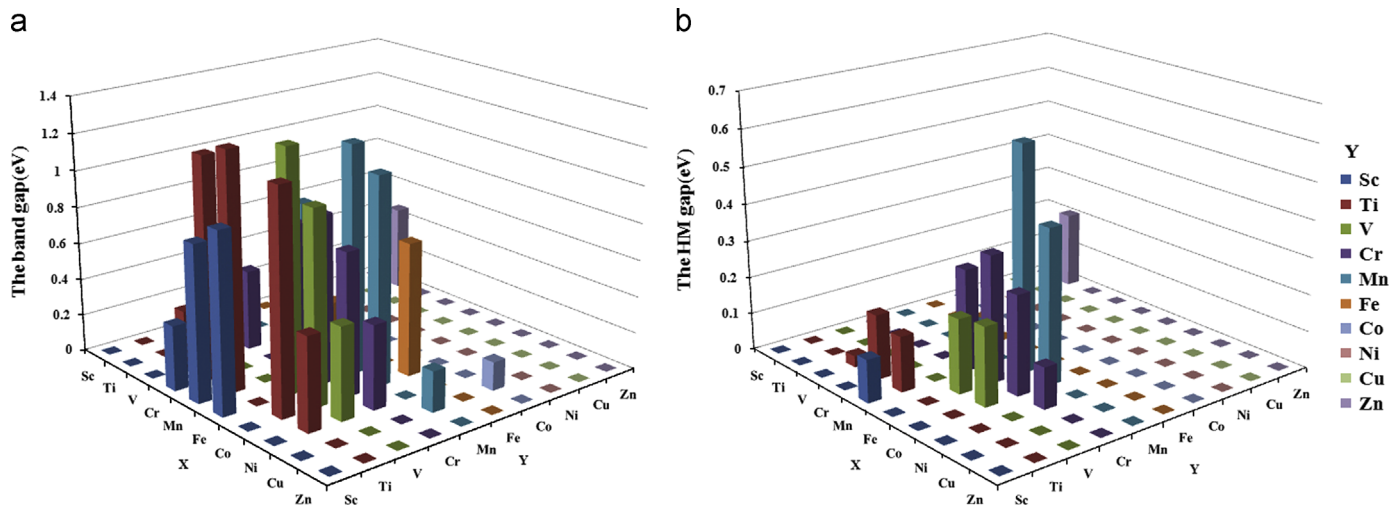 a
The band gap(eV)
1.4
1.2
1
0.8
0.6
0.4
0.2
0
Sc
Ti
V
Cr
Mn
Fe
Co
Ni
Cu
Zn
X
Sc
Ti
V
Cr
Mn
Fe
Co
Ni
Cu
Zn
Y
b
The HM gap(eV)
0.7
0.6
0.5
0.4
0.3
0.2
0.1
0
Sc
Ti
V
Cr
Mn
Fe
Co
Ni
Cu
Zn
X
Sc
Ti
V
Cr
Mn
Fe
Co
Ni
Cu
Zn
Y
Y
Sc
Ti
V
Cr
Mn
Fe
Co
Ni
Cu
Zn